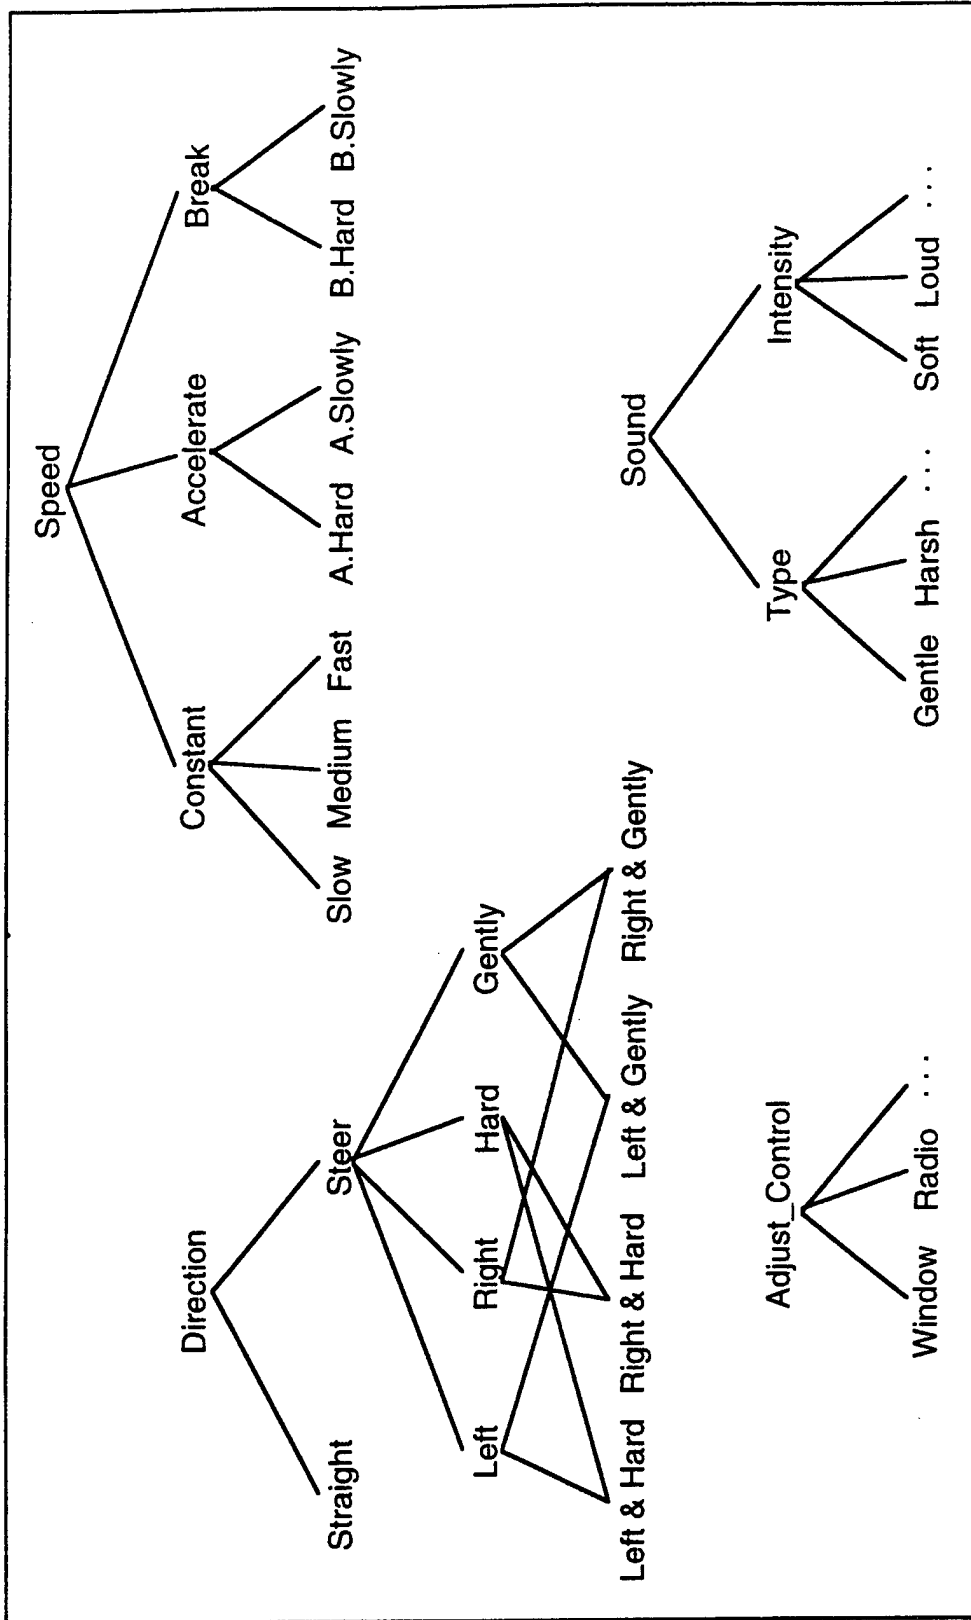 Speed
Direction
Constant Accelerate Break
Straight Steer
Slow Medium Fast A.Hard A.Slowly B.Hard B.Slowly
Left Right Hard Gently
Left & Hard Right & Hard Left & Gently Right & Gently
Sound
Adjust_Control
Type Intensity
Window Radio ...
Gentle Harsh ... Soft Loud ...